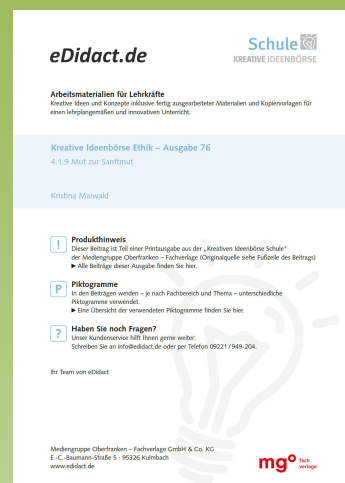 eDidact.de
Schule
KREATIVE IDEENBÖRSE
Arbeitsmaterialien für Lehrkräfte
Kreative Ideen und Konzepte inklusive fertig ausgearbeiteter Materialien und Kopiervorlagen für
einen lehrplangemäßen und innovativen Unterricht.
Kreative Ideenbörse Ethik – Ausgabe 76
4.1.9 Mut zur Sanftmut
Kristina Maiwald
! Produkthinweis
Dieser Beitrag ist Teil einer Printausgabe aus der „Kreativen Ideenbörse Schule“
der Mediengruppe Oberfranken – Fachverlage (Originalquelle siehe Fußzeile des Beitrags)
► Alle Beiträge dieser Ausgabe finden Sie hier.
P Piktogramme
In den Beiträgen werden – je nach Fachbereich und Thema – unterschiedliche
Piktogramme verwendet.
► Eine Übersicht der verwendeten Piktogramme finden Sie hier.
? Haben Sie noch Fragen?
Unser Kundenservice hilft Ihnen gerne weiter:
Schreiben Sie an info@edidact.de oder per Telefon 09221/949-204.
Ihr Team von eDidact
Mediengruppe Oberfranken – Fachverlage GmbH & Co. KG
E.-C.-Baumann-Straße 5 · 95326 Kulmbach
www.edidact.de
mgo fach
verlage